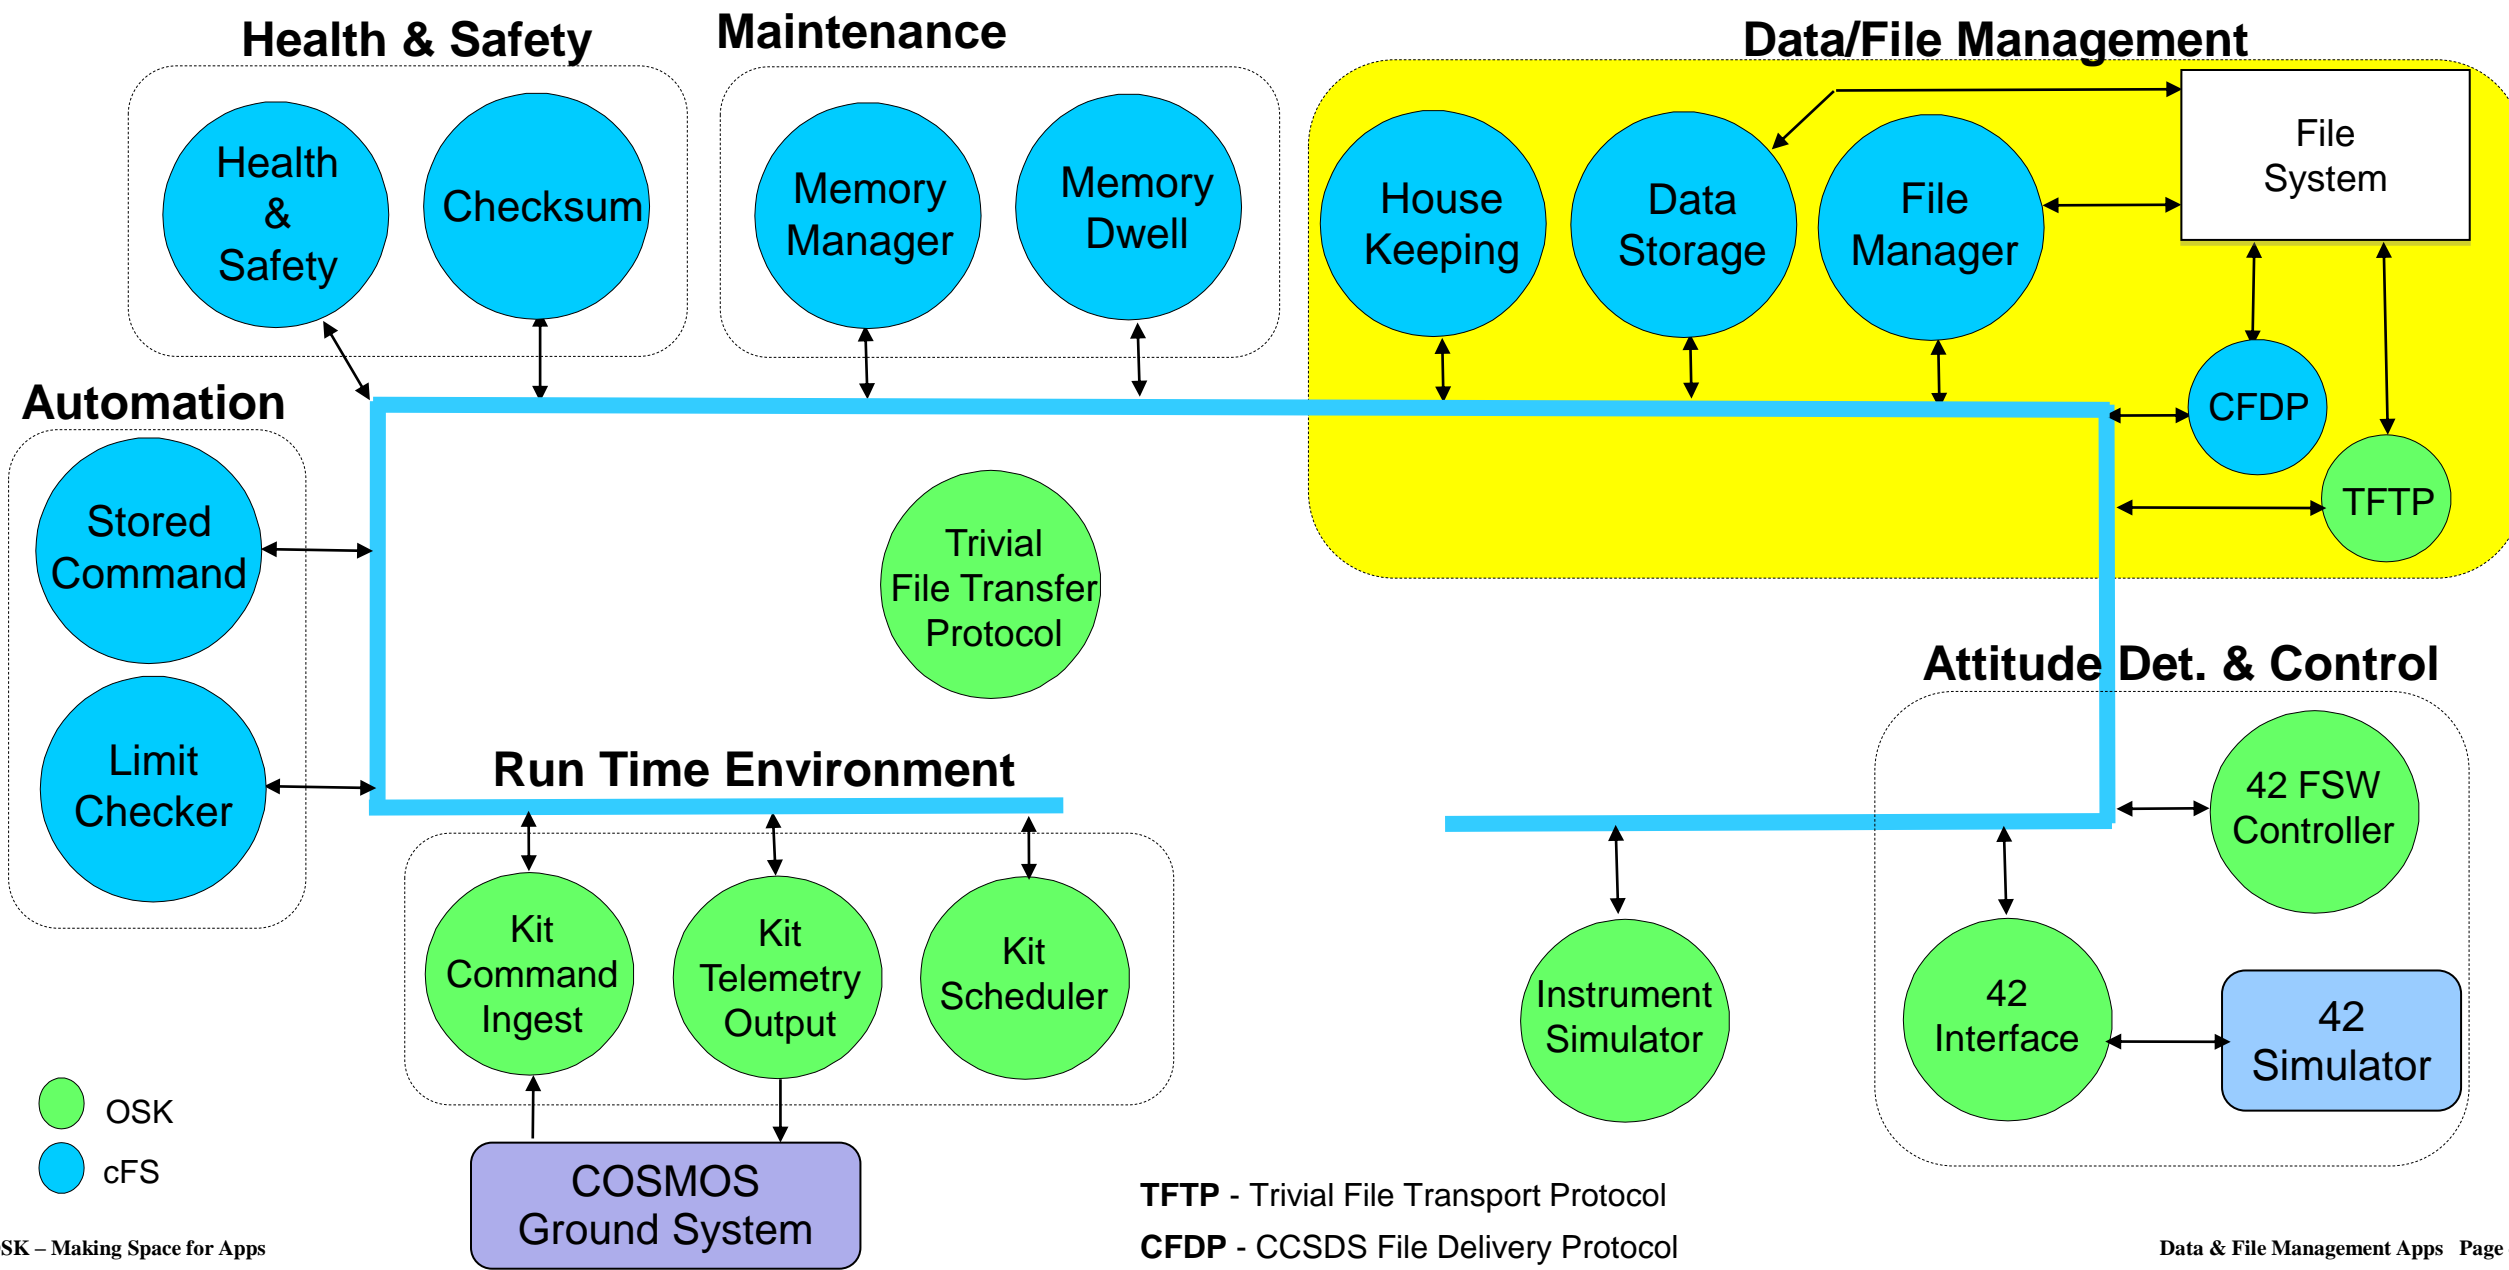 Health & Safety
Maintenance
Data/File Management
Health
&
Safety
Checksum
Memory
Manager
Memory
Dwell
House
Keeping
Data
Storage
File
Manager
File
System
CFDP
TFTP
Automation
Stored
Command
Limit
Checker
Trivial
File Transfer
Protocol
Attitude Det. & Control
42 FSW
Controller
Run Time Environment
Kit
Command
Ingest
Kit
Telemetry
Output
Kit
Scheduler
Instrument
Simulator
42
Interface
42
Simulator
OSK
cFS
COSMOS
Ground System
TFTP - Trivial File Transport Protocol
CFDP - CCSDS File Delivery Protocol
SK – Making Space for Apps
Data & File Management Apps Page